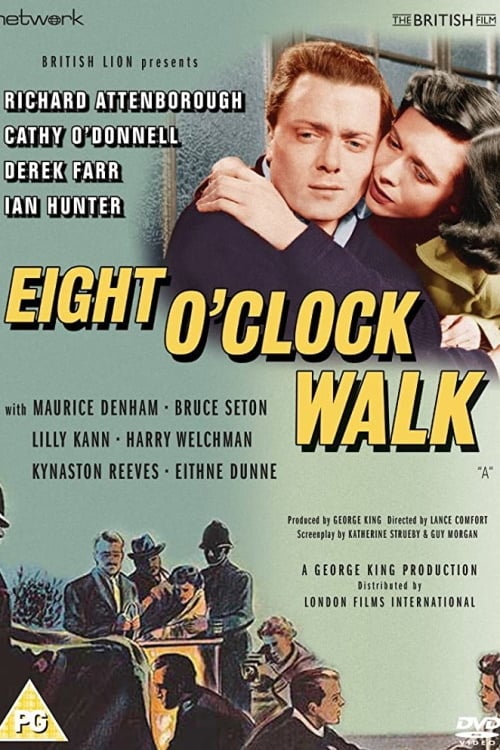 network
THE BRITISH FILM
BRITISH LION presents
RICHARD ATTENBOROUGH
CATHY O'DONNELL
DEREK FARR
IAN HUNTER
EIGHT O'CLOCK
WALK
with MAURICE DENHAM · BRUCE SETON
LILLY KANN · HARRY WELCHMAN
KYNASTON REEVES · EITHNE DUNNE
"A"
Produced by GEORGE KING Directed by LANCE COMFORT
Screenplay by KATHERINE STRUEBY & GUY MORGAN
A GEORGE KING PRODUCTION
Distributed by
LONDON FILMS INTERNATIONAL
PG
DVD
VIDEO